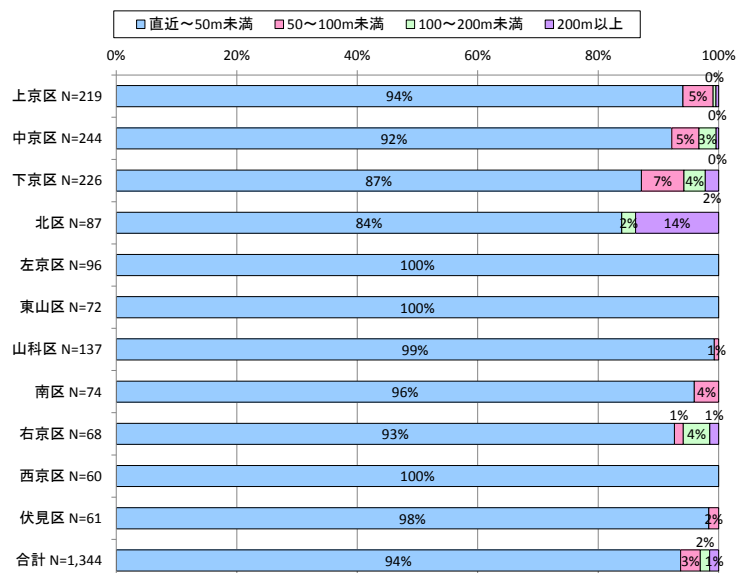 直近～50m未満 50～100m未満 100～200m未満 200m以上
0% 20% 40% 60% 80% 100%
0%
上京区 N=219 94% 5%
0%
中京区 N=244 92% 5% 3%
0%
下京区 N=226 87% 7% 4%
2%
北区 N=87 84% 2% 14%
左京区 N=96 100%
東山区 N=72 100%
山科区 N=137 99% 1%
南区 N=74 96% 4%
1% 1%
右京区 N=68 93% 4%
西京区 N=60 100%
伏見区 N=61 98% 2%
2%
合計 N=1,344 94% 3% 1%